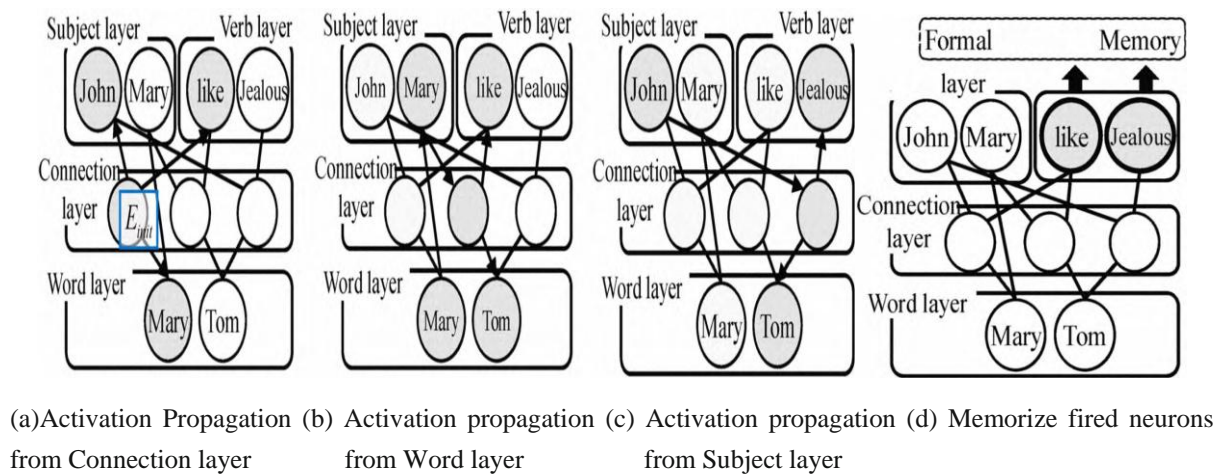 Subject layer Verb layer
John Mary like Jealous
Connection
layer
E_init
Word layer
Mary Tom
Subject layer Verb layer
John Mary like Jealous
Connection
layer
Word layer
Mary Tom
Subject layer Verb layer
John Mary like Jealous
Connection
layer
Word layer
Mary Tom
Formal Memory
layer
John Mary like Jealous
Connection
layer
Word layer
Mary Tom
(a)Activation Propagation (b) Activation propagation (c) Activation propagation (d) Memorize fired neurons
from Connection layer from Word layer from Subject layer